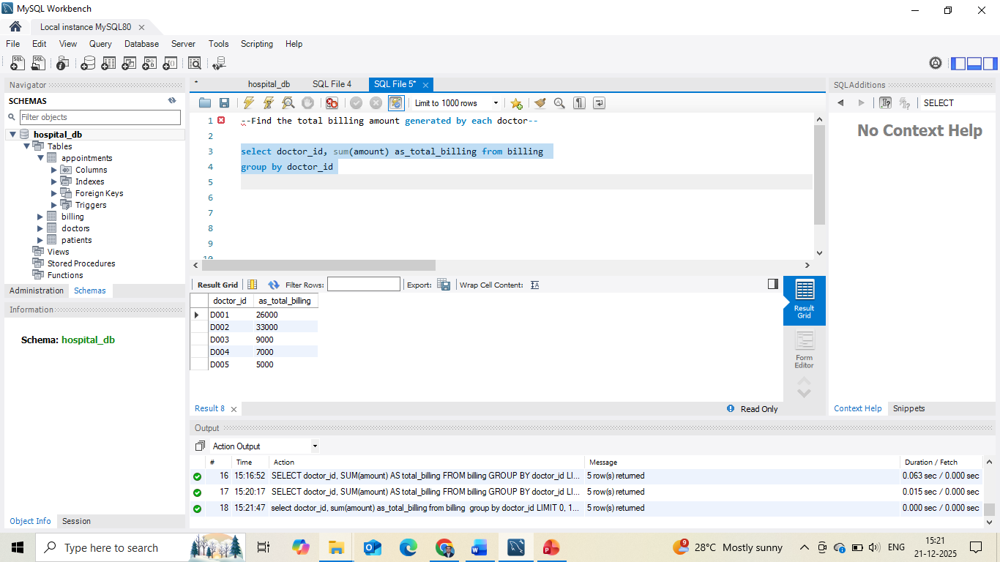 MySQL Workbench
Local instance MySQL80
File Edit View Query Database Server Tools Scripting Help
Navigator
SCHEMAS
Filter objects
hospital_db
Tables
appointments
Columns
Indexes
Foreign Keys
Triggers
billing
doctors
patients
Views
Stored Procedures
Functions
Administration Schemas
Information
Schema: hospital_db
Object Info Session
* hospital_db SQL File 4 SQL File 5*
Limit to 1000 rows
1 --Find the total billing amount generated by each doctor--
2
3 select doctor_id, sum(amount) as_total_billing from billing
4 group by doctor_id
5
6
7
8
9
10
Result Grid Filter Rows: Export: Wrap Cell Content:
doctor_id as_total_billing
D001 26000
D002 33000
D003 9000
D004 7000
D005 5000
Result Grid
Form Editor
Result 8 Read Only
SQLAdditions
SELECT
No Context Help
Context Help Snippets
Output
Action Output
# Time Action Message Duration / Fetch
16 15:16:52 SELECT doctor_id, SUM(amount) AS total_billing FROM billing GROUP BY doctor_id LI... 5 row(s) returned 0.063 sec / 0.000 sec
17 15:20:17 SELECT doctor_id, SUM(amount) AS total_billing FROM billing GROUP BY doctor_id LI... 5 row(s) returned 0.015 sec / 0.000 sec
18 15:21:47 select doctor_id, sum(amount) as_total_billing from billing group by doctor_id LIMIT 0, 1... 5 row(s) returned 0.000 sec / 0.000 sec
Type here to search
28°C Mostly sunny
ENG
15:21
21-12-2025